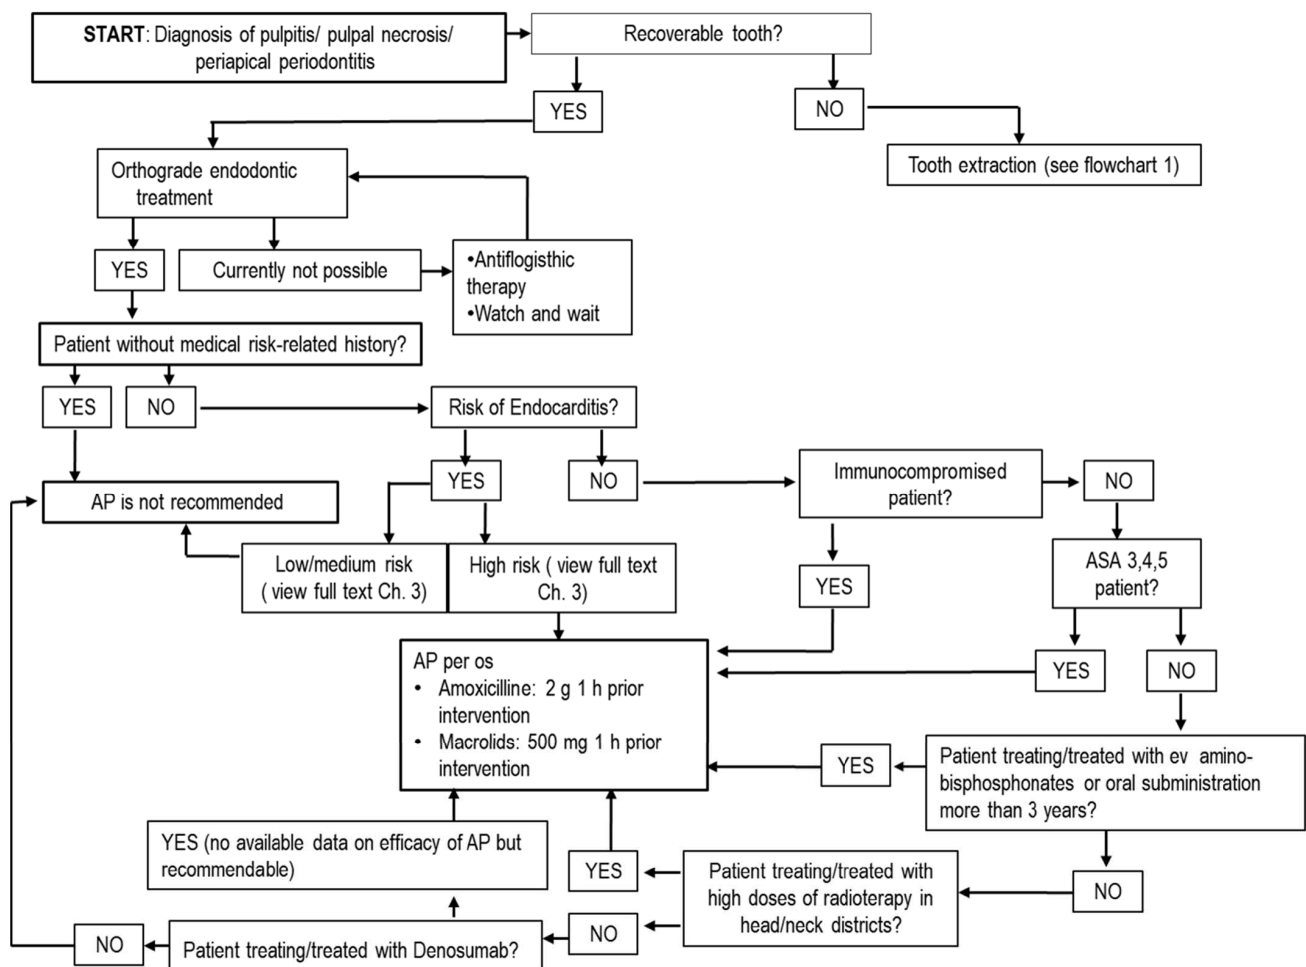 START: Diagnosis of pulpitis/ pulpal necrosis/
periapical periodontitis
Recoverable tooth?
YES
NO
Orthograde endodontic
treatment
Tooth extraction (see flowchart 1)
YES
Currently not possible
•Antiflogisthic
therapy
•Watch and wait
Patient without medical risk-related history?
YES
NO
Risk of Endocarditis?
YES
NO
Immunocompromised
patient?
NO
AP is not recommended
Low/medium risk
( view full text Ch. 3)
High risk ( view full text
Ch. 3)
YES
ASA 3,4,5
patient?
YES
NO
AP per os
• Amoxicilline: 2 g 1 h prior
intervention
• Macrolids: 500 mg 1 h prior
intervention
YES
Patient treating/treated with ev amino-
bisphosphonates or oral subministration
more than 3 years?
YES (no available data on efficacy of AP but
recommendable)
YES
Patient treating/treated with
high doses of radioterapy in
head/neck districts?
NO
NO
Patient treating/treated with Denosumab?
NO